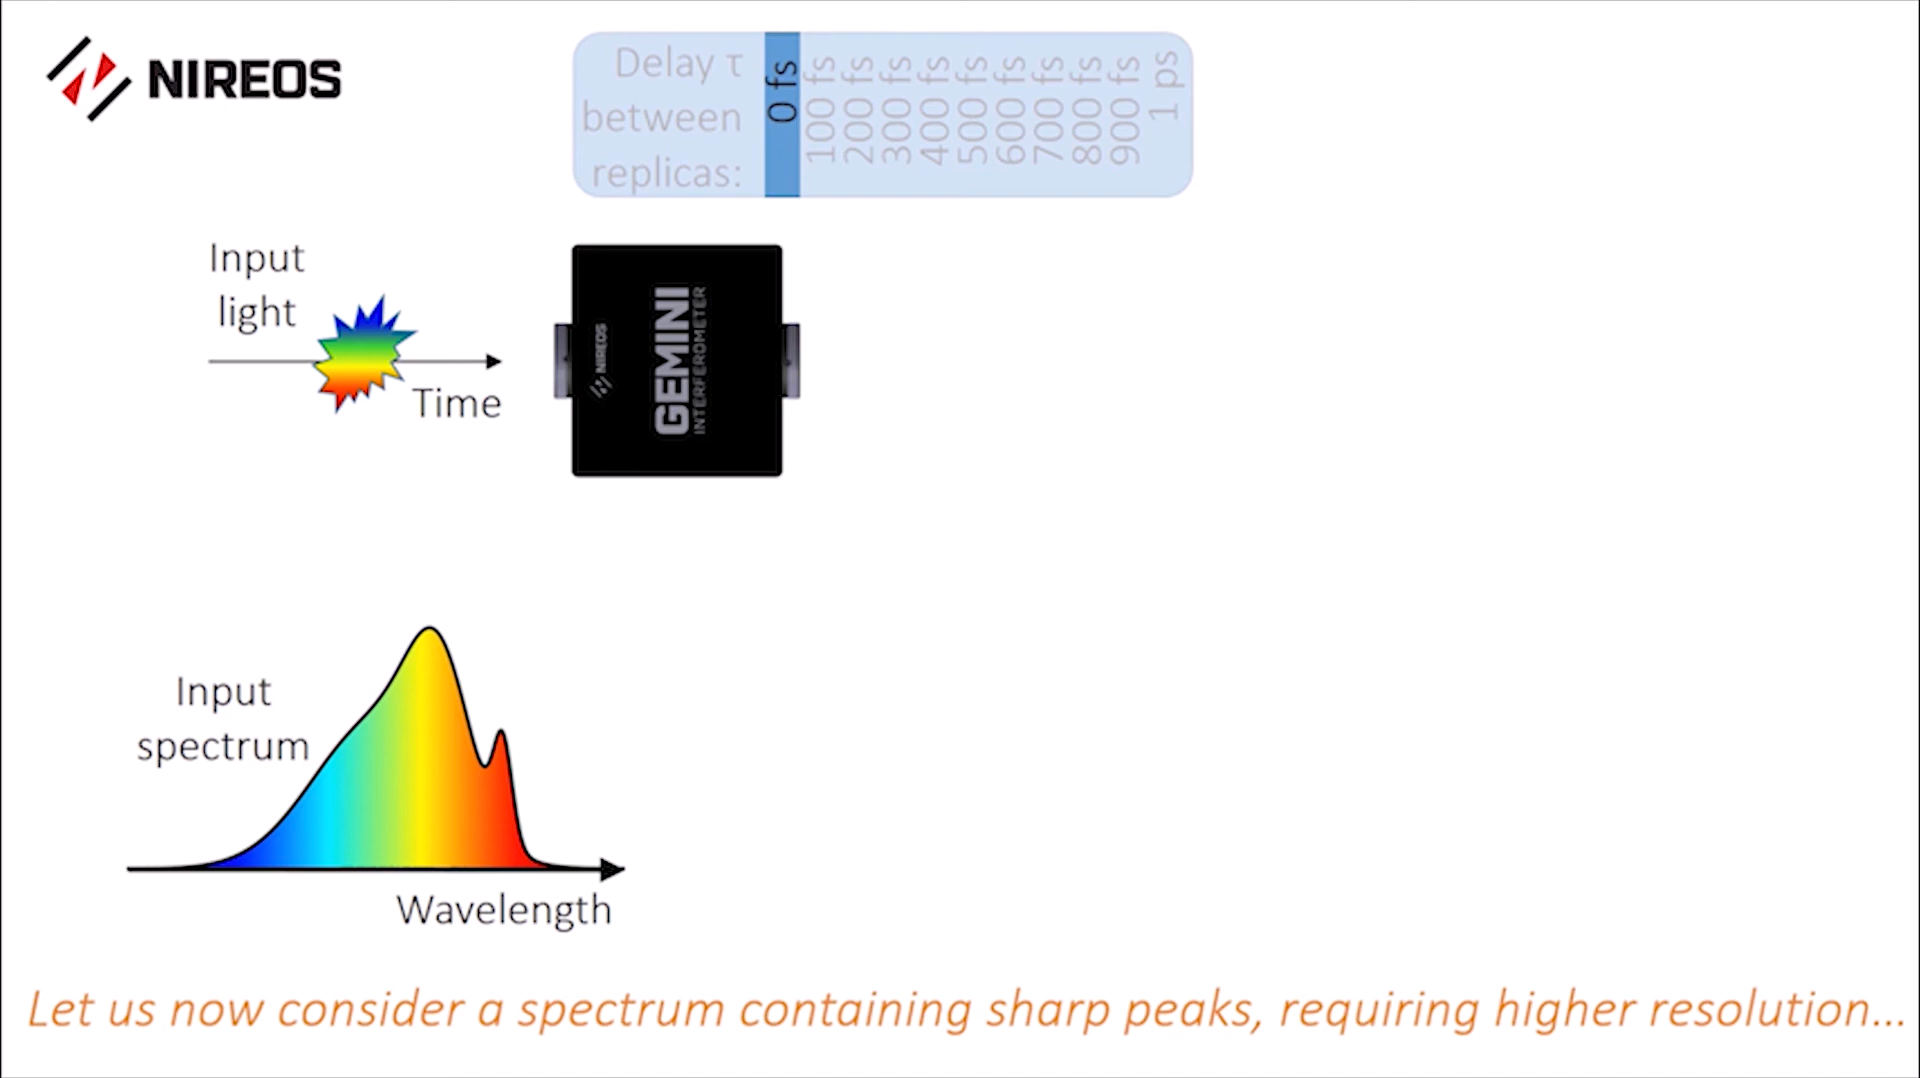 NIREOS
Delay τ
between
replicas:
0 fs
100 fs
200 fs
300 fs
400 fs
500 fs
600 fs
700 fs
800 fs
900 fs
1 ps
Input
light
Time
NIREOS
GEMINI
INTERFEROMETER
Input
spectrum
Wavelength
Let us now consider a spectrum containing sharp peaks, requiring higher resolution...